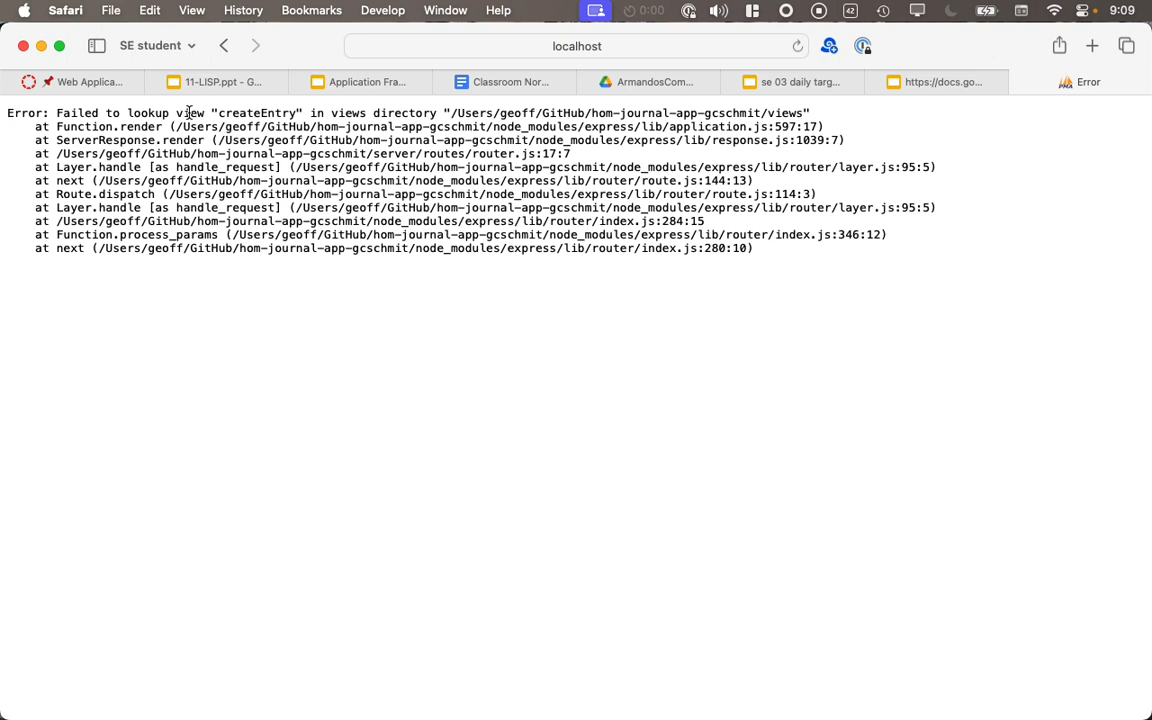 Safari File Edit View History Bookmarks Develop Window Help 0:00 42 9:09
SE student localhost
Web Applica... 11-LISP.ppt - G... Application Fra... Classroom Nor... ArmandosCom... se 03 daily targ... https://docs.go... Error
Error: Failed to lookup view "createEntry" in views directory "/Users/geoff/GitHub/hom-journal-app-gcschmit/views"
at Function.render (/Users/geoff/GitHub/hom-journal-app-gcschmit/node_modules/express/lib/application.js:597:17)
at ServerResponse.render (/Users/geoff/GitHub/hom-journal-app-gcschmit/node_modules/express/lib/response.js:1039:7)
at /Users/geoff/GitHub/hom-journal-app-gcschmit/server/routes/router.js:17:7
at Layer.handle [as handle_request] (/Users/geoff/GitHub/hom-journal-app-gcschmit/node_modules/express/lib/router/layer.js:95:5)
at next (/Users/geoff/GitHub/hom-journal-app-gcschmit/node_modules/express/lib/router/route.js:144:13)
at Route.dispatch (/Users/geoff/GitHub/hom-journal-app-gcschmit/node_modules/express/lib/router/route.js:114:3)
at Layer.handle [as handle_request] (/Users/geoff/GitHub/hom-journal-app-gcschmit/node_modules/express/lib/router/layer.js:95:5)
at /Users/geoff/GitHub/hom-journal-app-gcschmit/node_modules/express/lib/router/index.js:284:15
at Function.process_params (/Users/geoff/GitHub/hom-journal-app-gcschmit/node_modules/express/lib/router/index.js:346:12)
at next (/Users/geoff/GitHub/hom-journal-app-gcschmit/node_modules/express/lib/router/index.js:280:10)